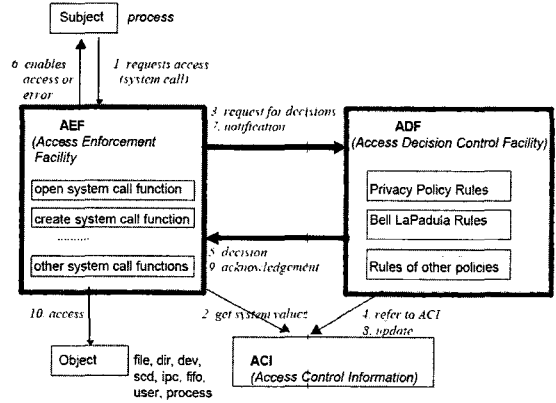 Subject process
6 enables access or error
1 requests access (system call)
AEF
(Access Enforcement Facility
open system call function
create system call function
..........
other system call functions
3 request for decisions
7. notification
ADF
(Access Decision Control Facility)
Privacy Policy Rules
Bell LaPadula Rules
Rules of other policies
5 decision
9 acknowledgement
10. access
2 get system values
4. refer to ACI
8. update
Object
file, dir, dev,
scd, ipc, fifo,
user, process
ACI
(Access Control Information)